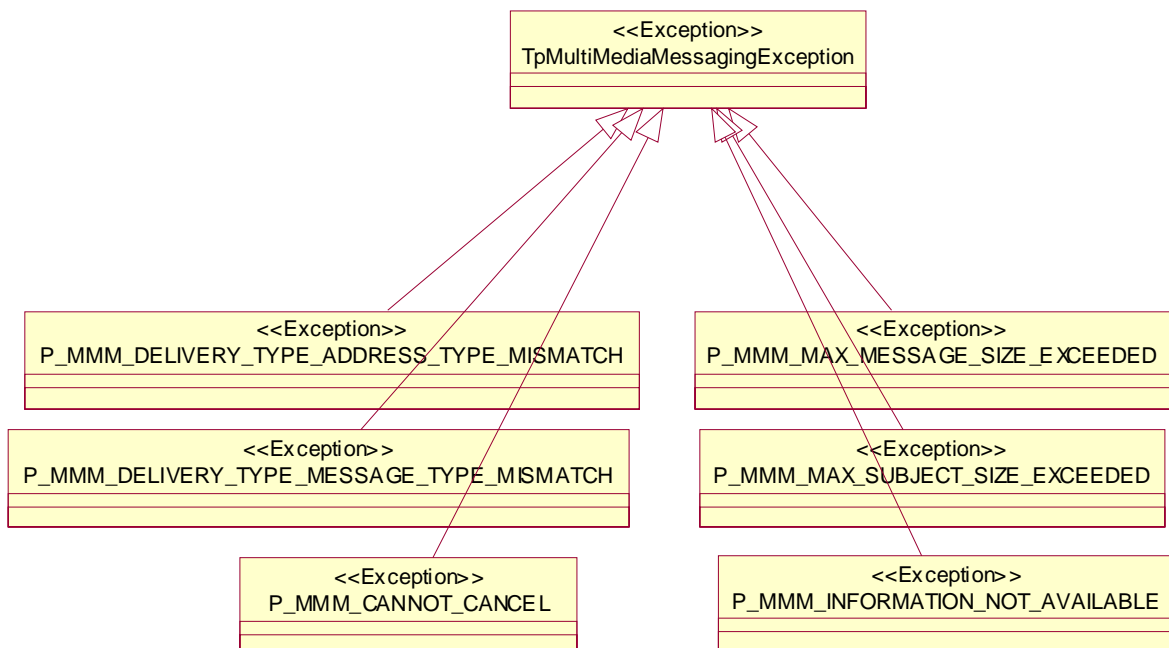 <<Exception>>
TpMultiMediaMessagingException
<<Exception>>
P_MMM_DELIVERY_TYPE_ADDRESS_TYPE_MISMATCH
<<Exception>>
P_MMM_MAX_MESSAGE_SIZE_EXCEEDED
<<Exception>>
P_MMM_DELIVERY_TYPE_MESSAGE_TYPE_MISMATCH
<<Exception>>
P_MMM_MAX_SUBJECT_SIZE_EXCEEDED
<<Exception>>
P_MMM_CANNOT_CANCEL
<<Exception>>
P_MMM_INFORMATION_NOT_AVAILABLE